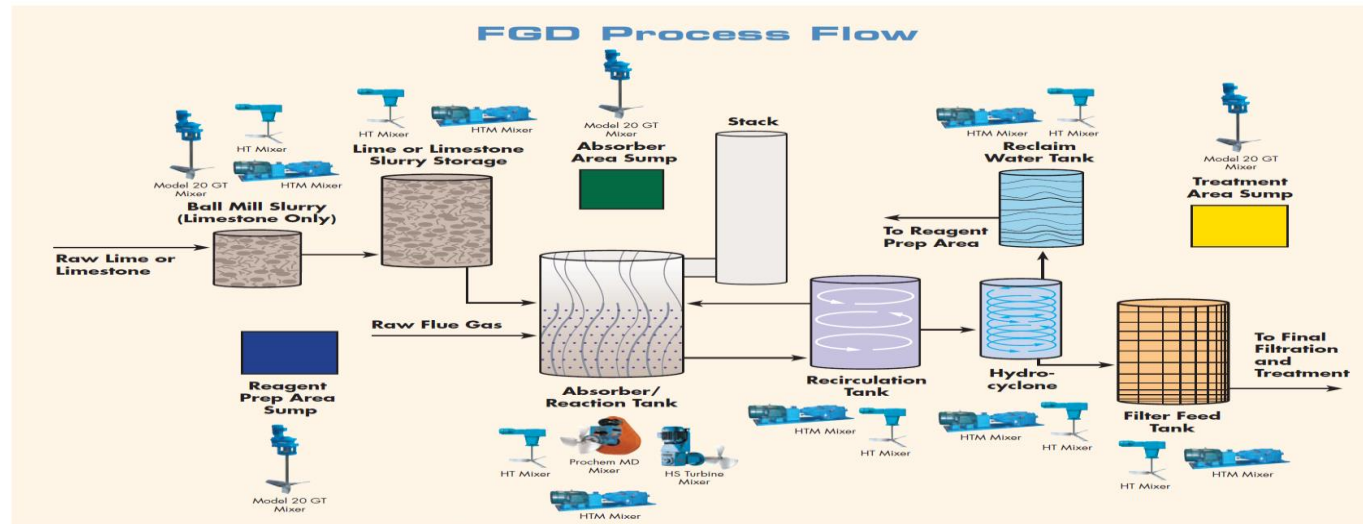 FGD Process Flow
Model 20 GT
Mixer
HT Mixer
HTM Mixer
Ball Mill Slurry
(Limestone Only)
HT Mixer
HTM Mixer
Lime or Limestone
Slurry Storage
Model 20 GT
Mixer
Absorber
Area Sump
Stack
HTM Mixer
HT Mixer
Reclaim
Water Tank
Model 20 GT
Mixer
Treatment
Area Sump
Raw Lime or
Limestone
To Reagent
Prep Area
Raw Flue Gas
Reagent
Prep Area
Sump
Model 20 GT
Mixer
Absorber/
Reaction Tank
HT Mixer
Prochem MD
Mixer
HS Turbine
Mixer
HTM Mixer
Recirculation
Tank
HTM Mixer
HT Mixer
Hydro-
cyclone
HTM Mixer
HT Mixer
Filter Feed
Tank
HT Mixer
HTM Mixer
To Final
Filtration
and
Treatment